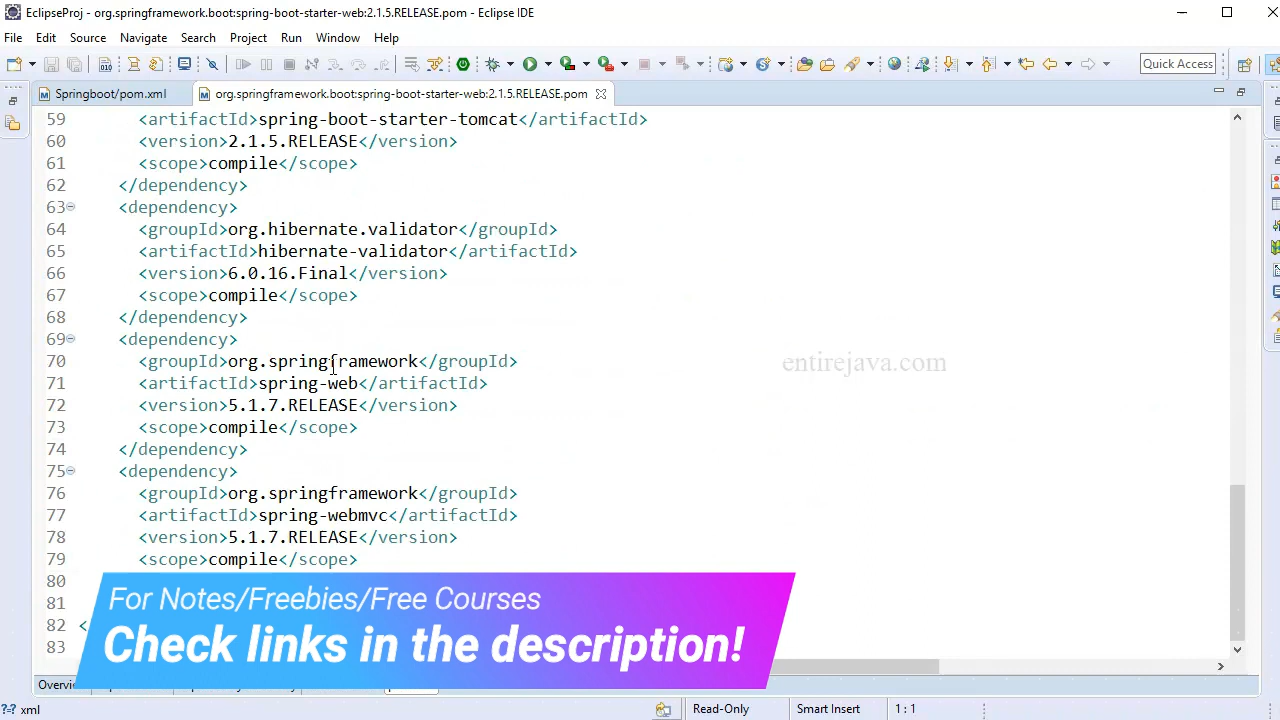 EclipseProj - org.springframework.boot:spring-boot-starter-web:2.1.5.RELEASE.pom - Eclipse IDE
File Edit Source Navigate Search Project Run Window Help
Quick Access
Springboot/pom.xml org.springframework.boot:spring-boot-starter-web:2.1.5.RELEASE.pom
59 <artifactId>spring-boot-starter-tomcat</artifactId>
60 <version>2.1.5.RELEASE</version>
61 <scope>compile</scope>
62 </dependency>
63 <dependency>
64 <groupId>org.hibernate.validator</groupId>
65 <artifactId>hibernate-validator</artifactId>
66 <version>6.0.16.Final</version>
67 <scope>compile</scope>
68 </dependency>
69 <dependency>
70 <groupId>org.springframework</groupId>
entirejava.com
71 <artifactId>spring-web</artifactId>
72 <version>5.1.7.RELEASE</version>
73 <scope>compile</scope>
74 </dependency>
75 <dependency>
76 <groupId>org.springframework</groupId>
77 <artifactId>spring-webmvc</artifactId>
78 <version>5.1.7.RELEASE</version>
79 <scope>compile</scope>
80
81
82 <
83
For Notes/Freebies/Free Courses
Check links in the description!
xml Read-Only Smart Insert 1 : 1